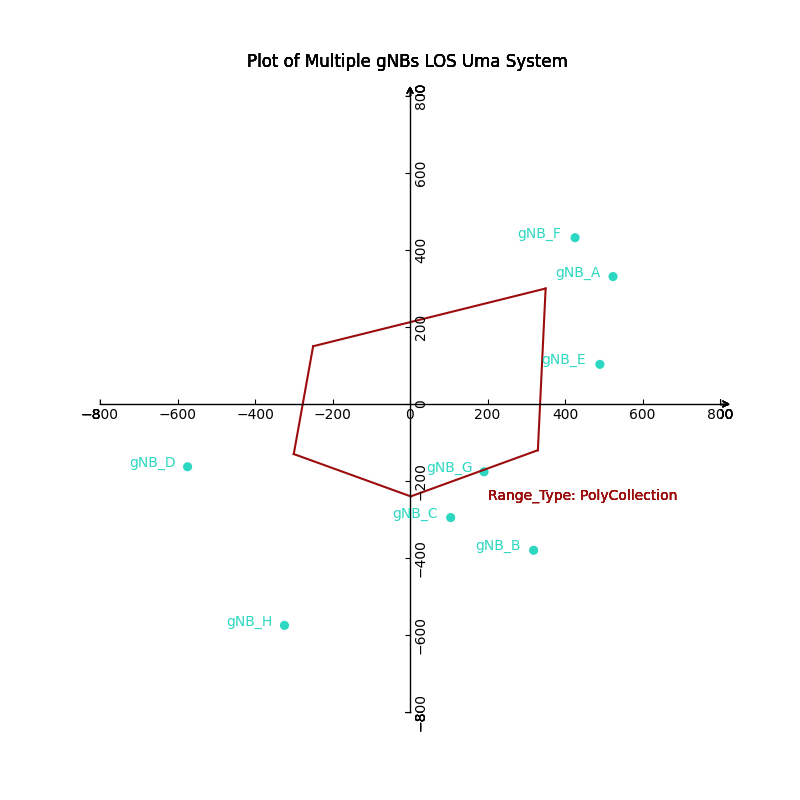 Plot of Multiple gNBs LOS Uma System
800
600
gNB_F
400
gNB_A
200
gNB_E
0
−800
−600
−400
−200
0
200
400
600
800
gNB_D
gNB_G
−200
Range_Type: PolyCollection
gNB_C
gNB_B
−400
gNB_H
−600
−800